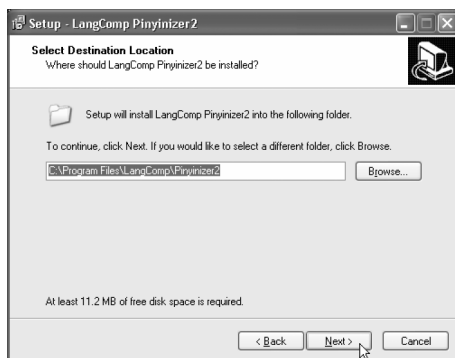 Setup - LangComp Pinyinizer2
Select Destination Location
Where should LangComp Pinyinizer2 be installed?
Setup will install LangComp Pinyinizer2 into the following folder.
To continue, click Next. If you would like to select a different folder, click Browse.
C:\Program Files\LangComp\Pinyinizer2
Browse...
At least 11.2 MB of free disk space is required.
< Back
Next >
Cancel